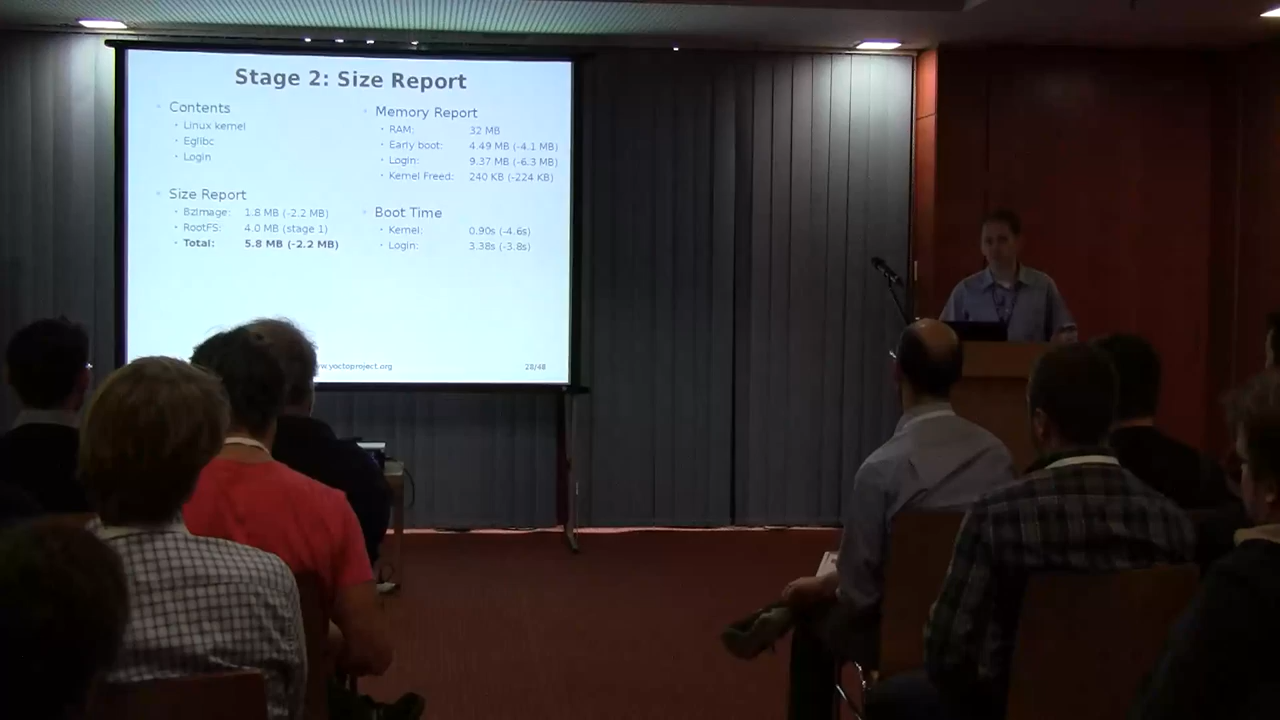 Stage 2: Size Report
Contents
Linux kernel
Eglibc
Login
Size Report
BzImage: 1.8 MB (-2.2 MB)
RootFS: 4.0 MB (stage 1)
Total: 5.8 MB (-2.2 MB)
Memory Report
RAM: 32 MB
Early boot: 4.49 MB (-4.1 MB)
Login: 9.37 MB (-6.3 MB)
Kernel Freed: 240 KB (-224 KB)
Boot Time
Kernel: 0.90s (-4.6s)
Login: 3.38s (-3.8s)
w.yoctoproject.org
28/48